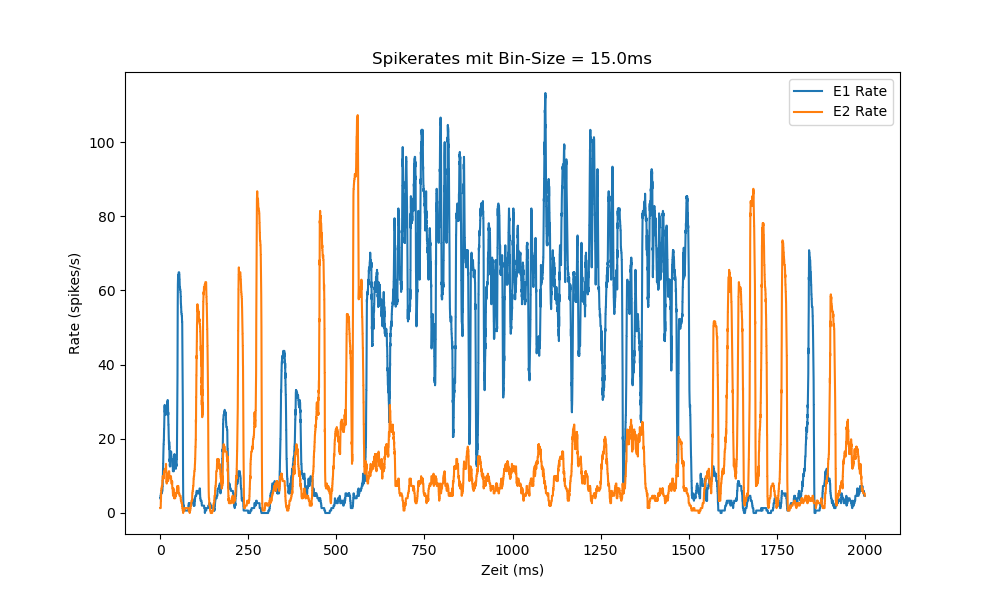 Spikerates mit Bin-Size = 15.0ms
E1 Rate
E2 Rate
Rate (spikes/s)
100
80
60
40
20
0
0 250 500 750 1000 1250 1500 1750 2000
Zeit (ms)